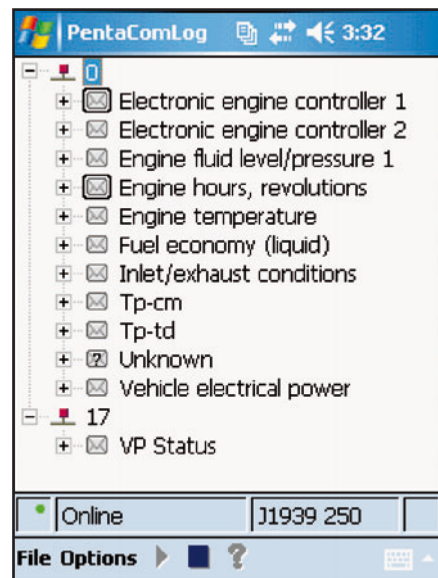 PentaComLog 3:32
0
Electronic engine controller 1
Electronic engine controller 2
Engine fluid level/pressure 1
Engine hours, revolutions
Engine temperature
Fuel economy (liquid)
Inlet/exhaust conditions
Tp-cm
Tp-td
Unknown
Vehicle electrical power
17
VP Status
Online J1939 250
File Options